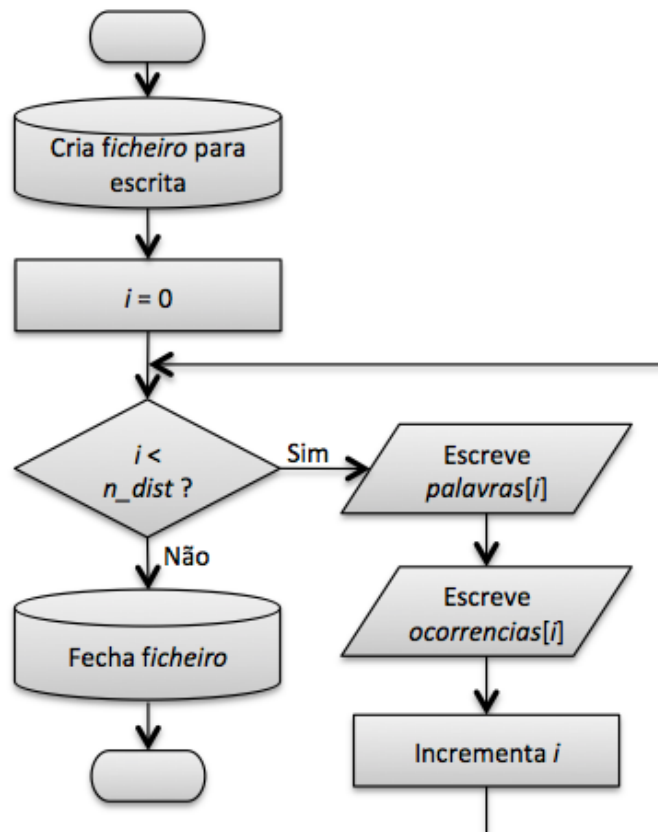 Cria ficheiro para
escrita
i = 0
i <
n_dist ?
Sim
Escreve
palavras[i]
Não
Escreve
ocorrencias[i]
Fecha ficheiro
Incrementa i